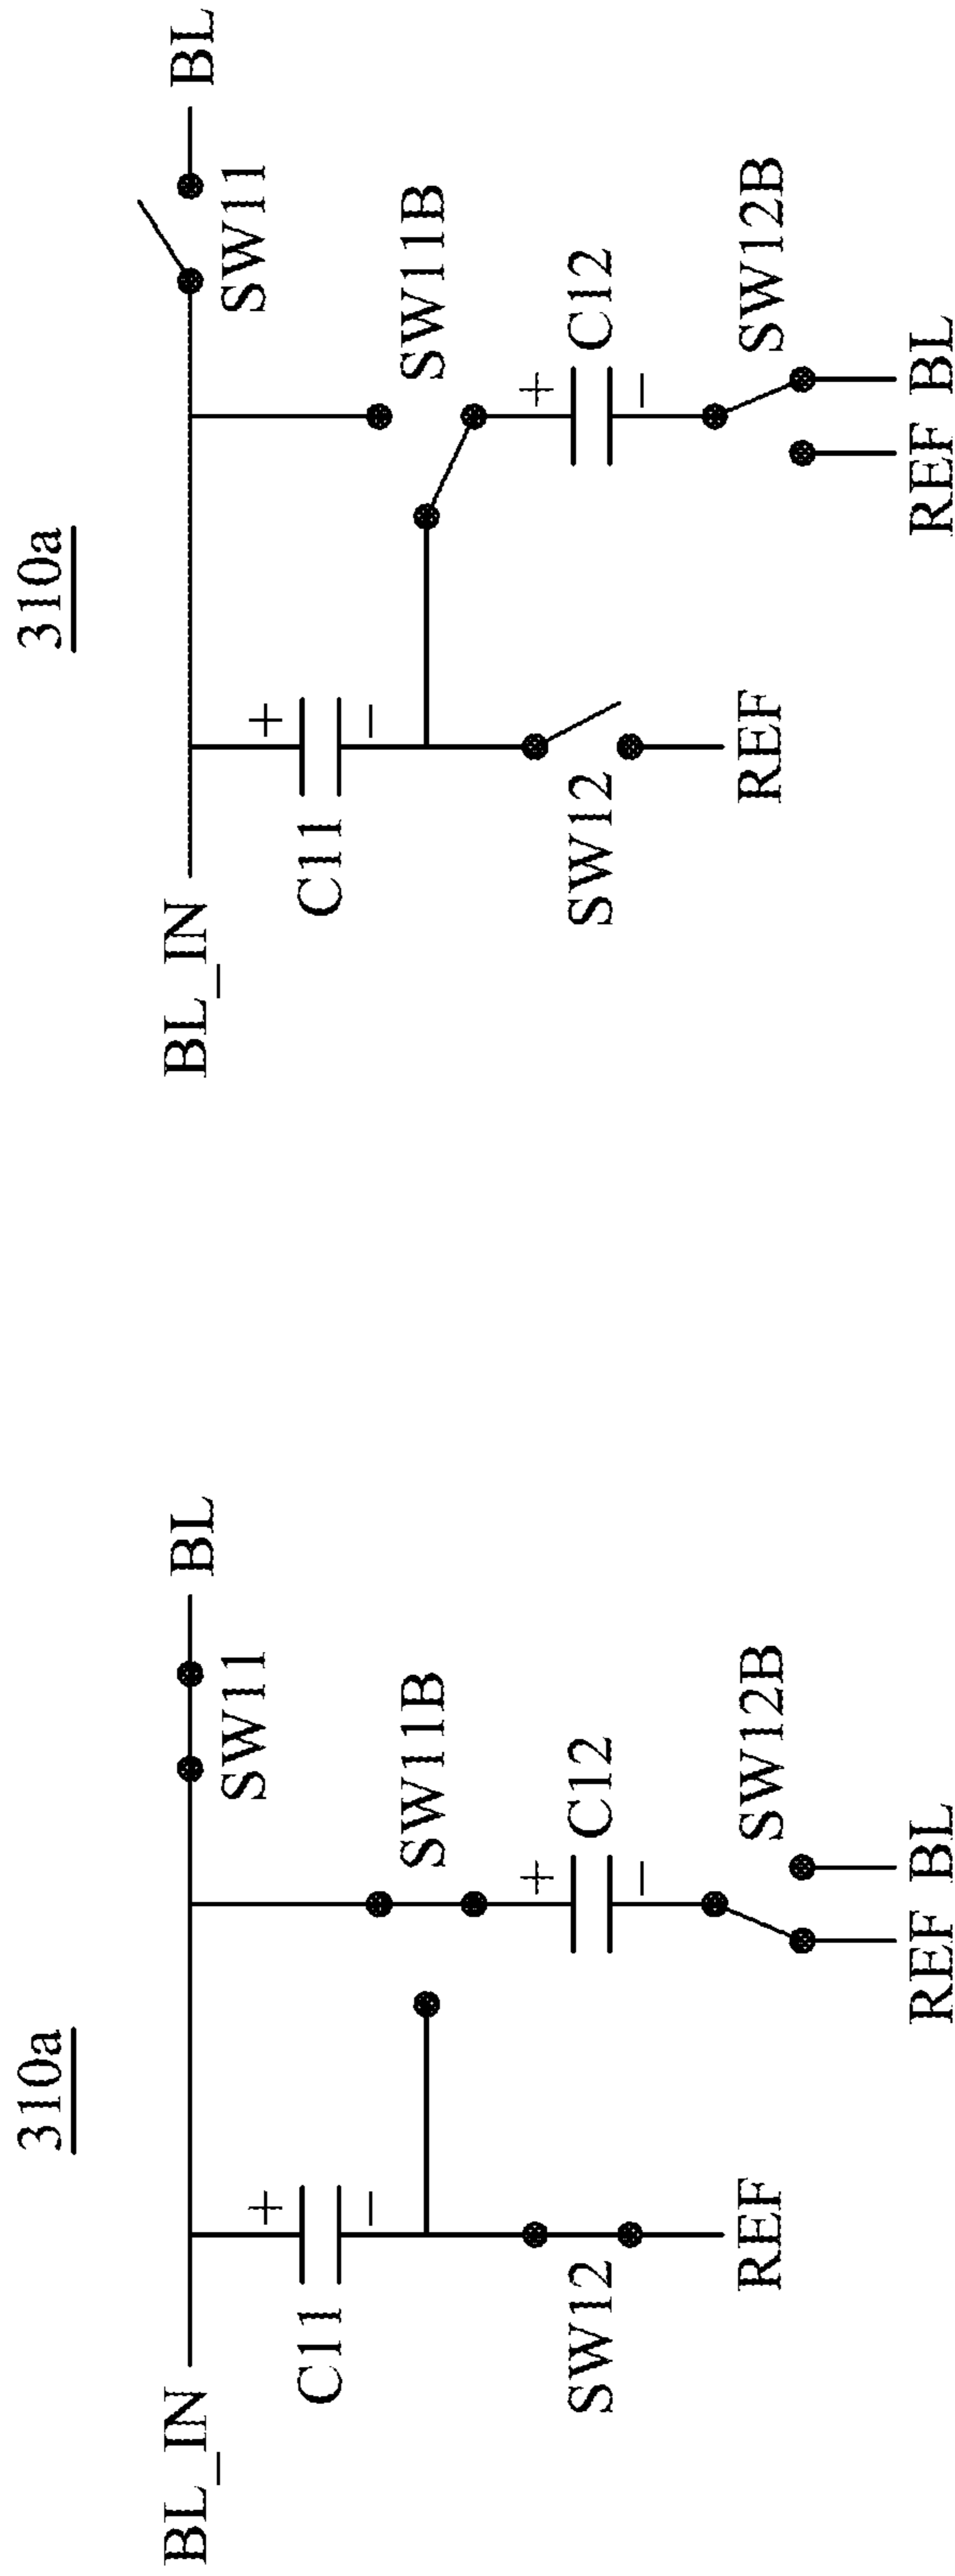 310a
BL_IN
BL
SW11
C11
+
–
SW11B
+
C12
–
SW12
SW12B
REF
REF
BL
310a
BL_IN
BL
SW11
C11
+
–
SW11B
+
C12
–
SW12
SW12B
REF
REF
BL